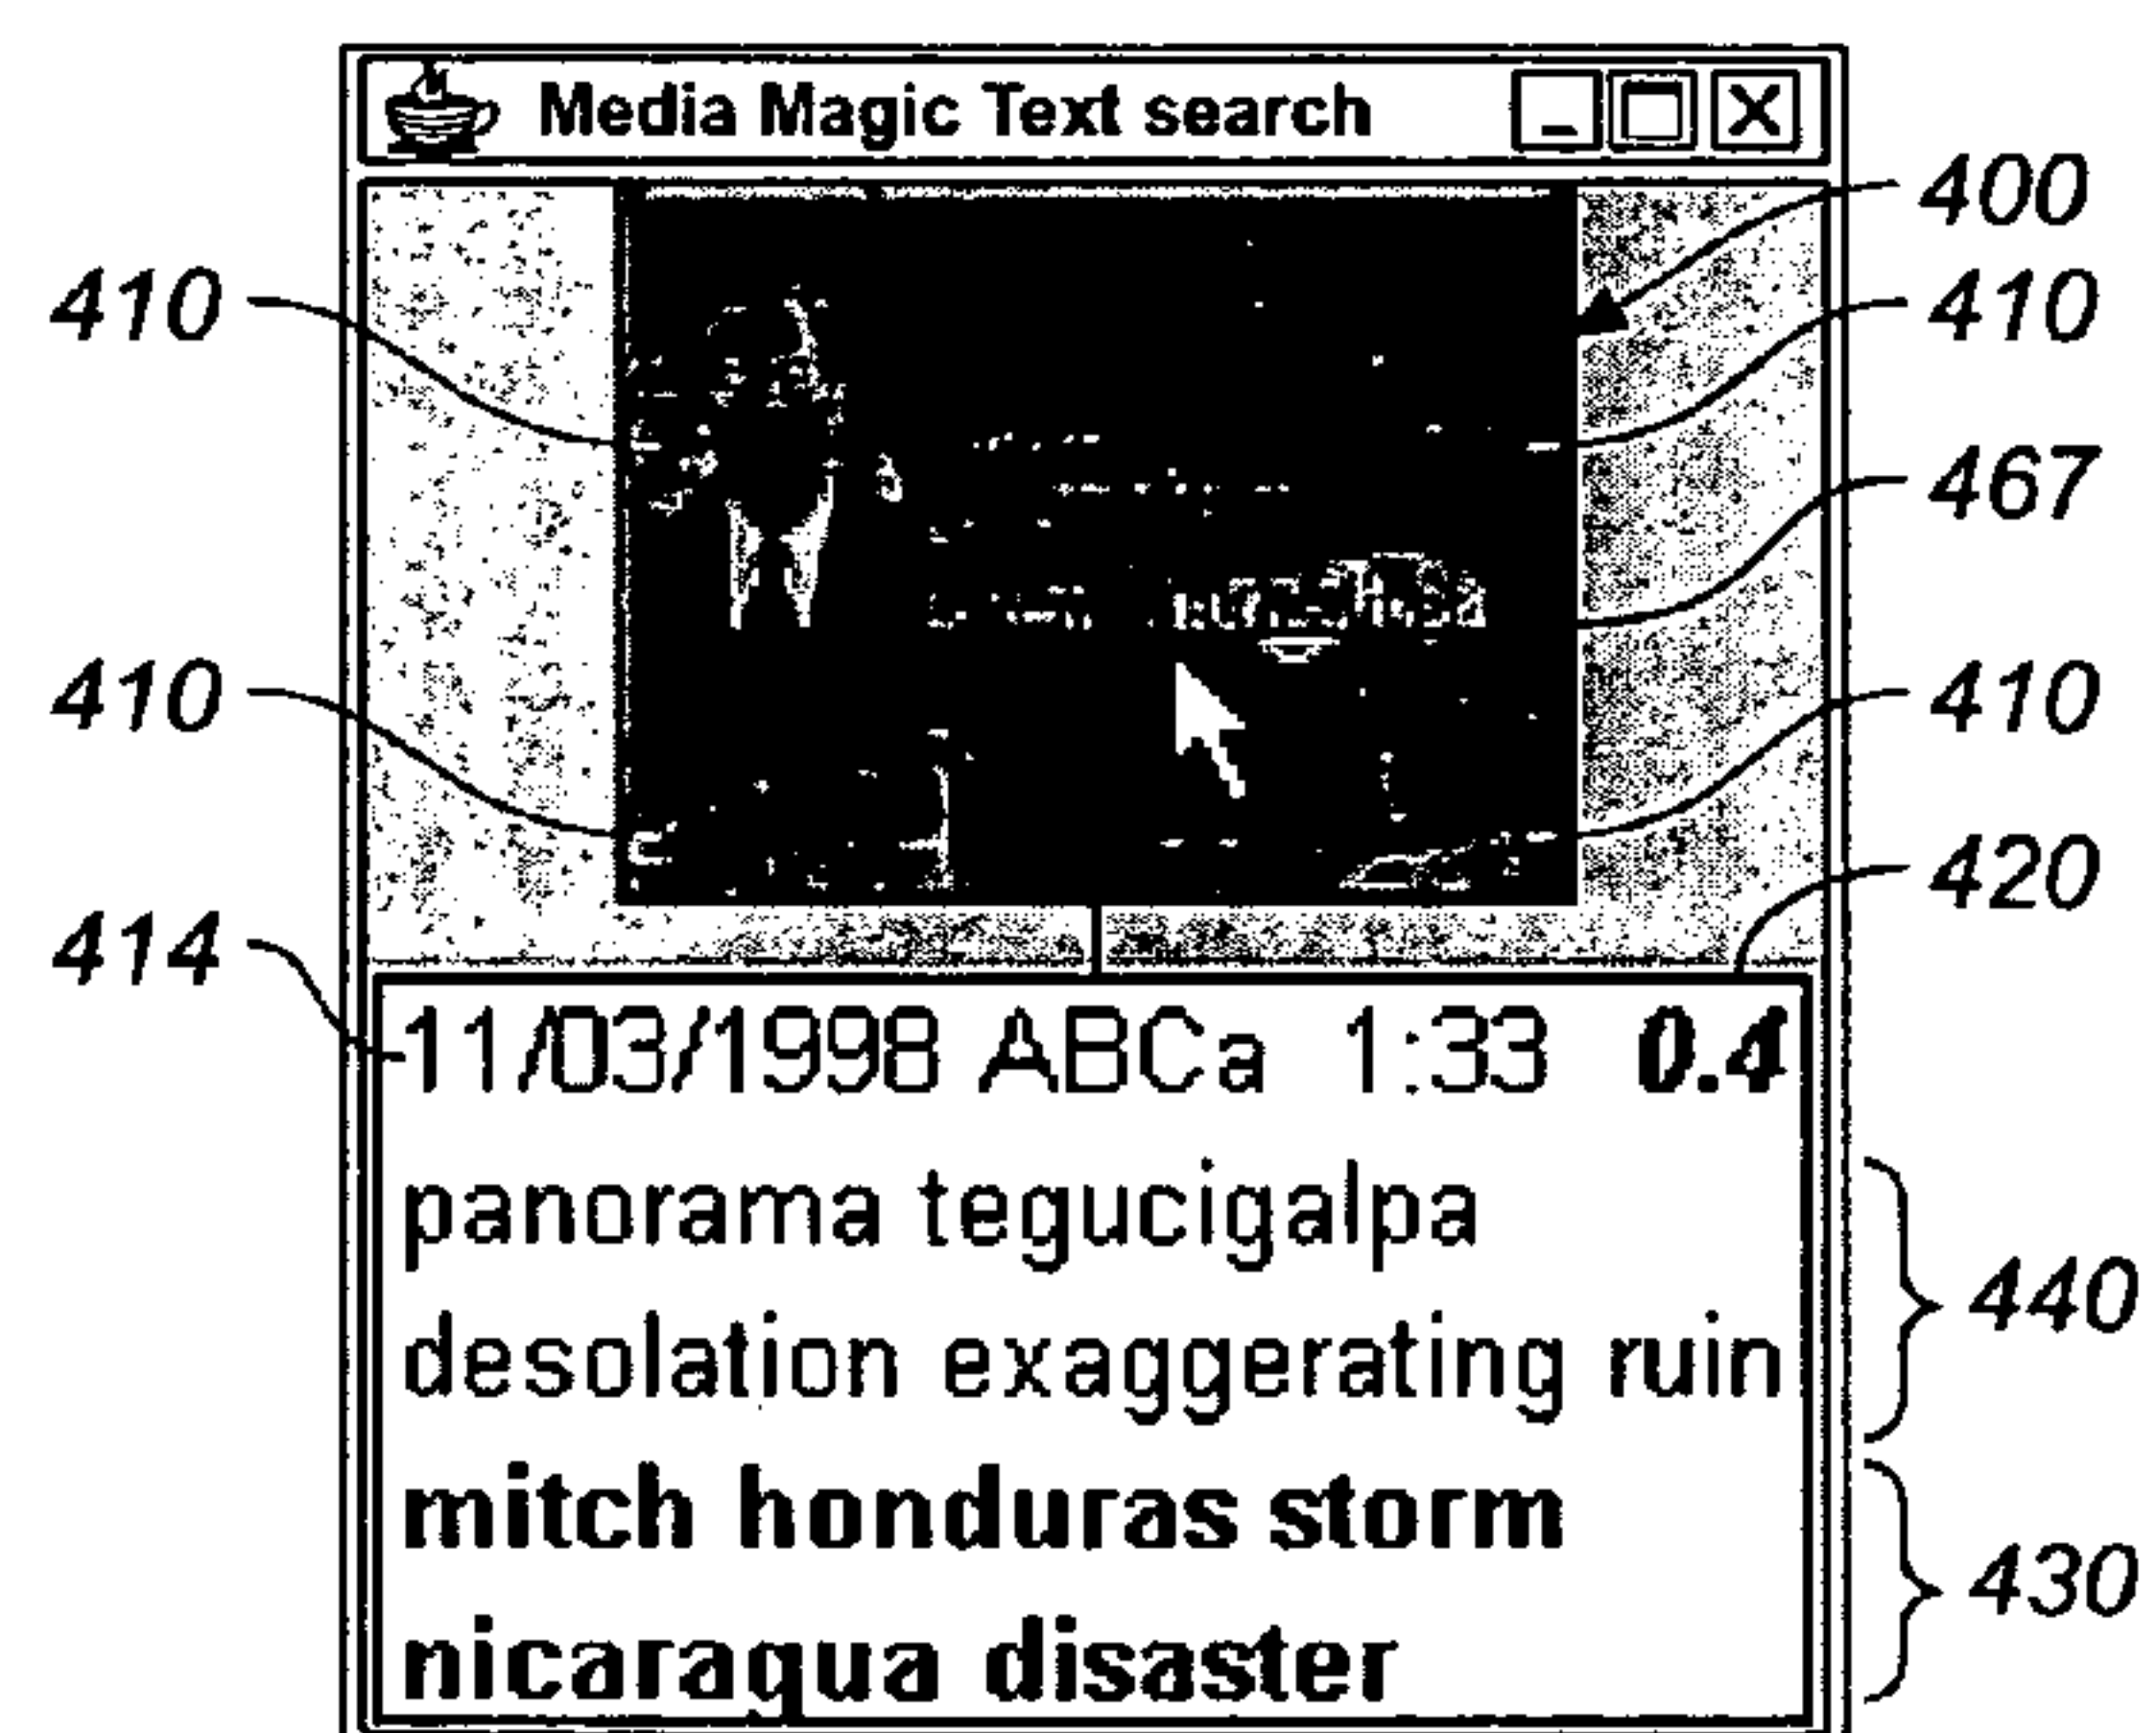 Media Magic Text search
400
410
410
467
410
410
420
414
11/03/1998 ABCa 1:33 0.4
panorama tegucigalpa
desolation exaggerating ruin
440
mitch honduras storm
430
nicaragua disaster